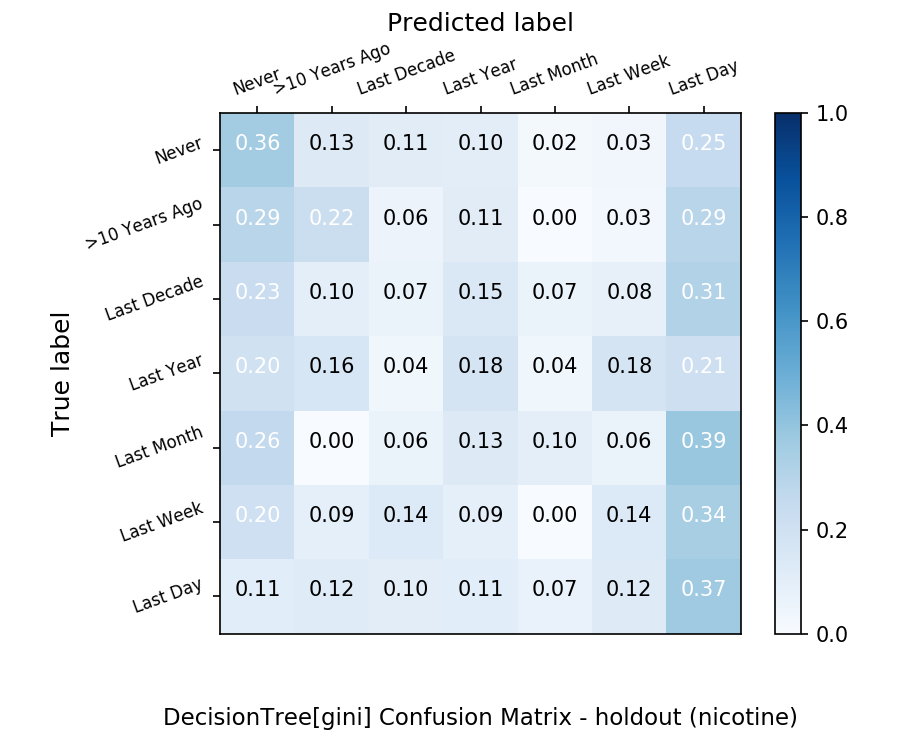 Predicted label
Never >10 Years Ago Last Decade Last Year Last Month Last Week Last Day
True label
Never 0.36 0.13 0.11 0.10 0.02 0.03 0.25
>10 Years Ago 0.29 0.22 0.06 0.11 0.00 0.03 0.29
Last Decade 0.23 0.10 0.07 0.15 0.07 0.08 0.31
Last Year 0.20 0.16 0.04 0.18 0.04 0.18 0.21
Last Month 0.26 0.00 0.06 0.13 0.10 0.06 0.39
Last Week 0.20 0.09 0.14 0.09 0.00 0.14 0.34
Last Day 0.11 0.12 0.10 0.11 0.07 0.12 0.37
1.0
0.8
0.6
0.4
0.2
0.0
DecisionTree[gini] Confusion Matrix - holdout (nicotine)